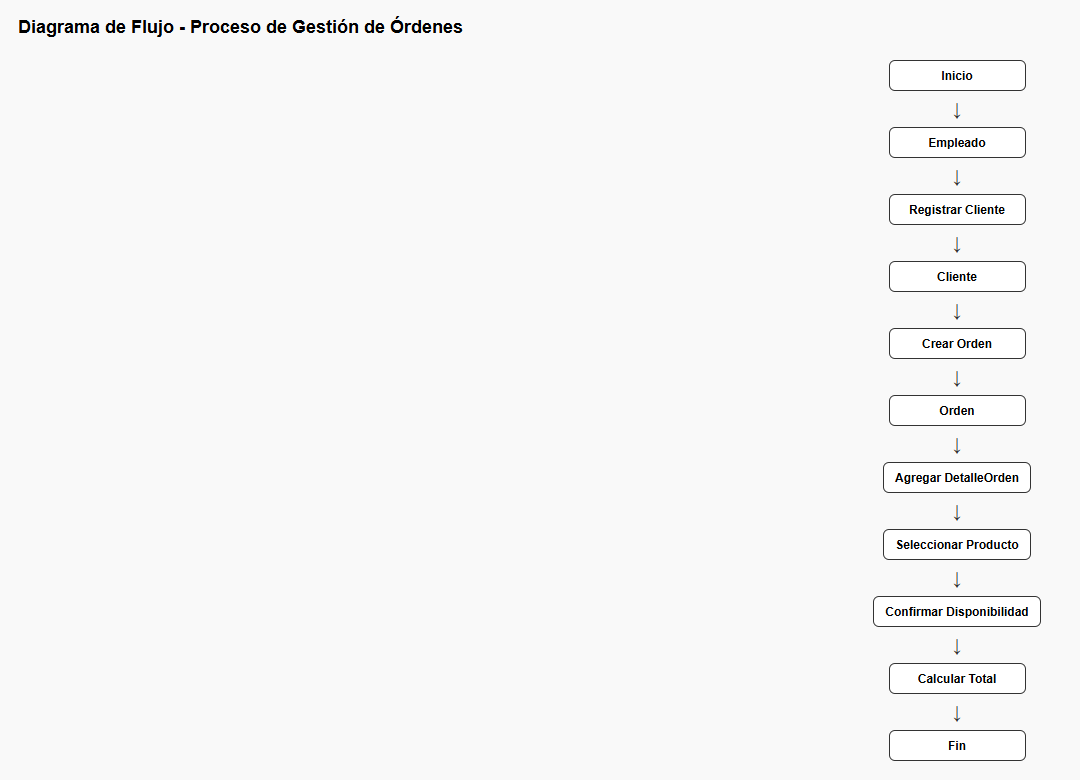 Diagrama de Flujo - Proceso de Gestión de Órdenes
Inicio
↓
Empleado
↓
Registrar Cliente
↓
Cliente
↓
Crear Orden
↓
Orden
↓
Agregar DetalleOrden
↓
Seleccionar Producto
↓
Confirmar Disponibilidad
↓
Calcular Total
↓
Fin